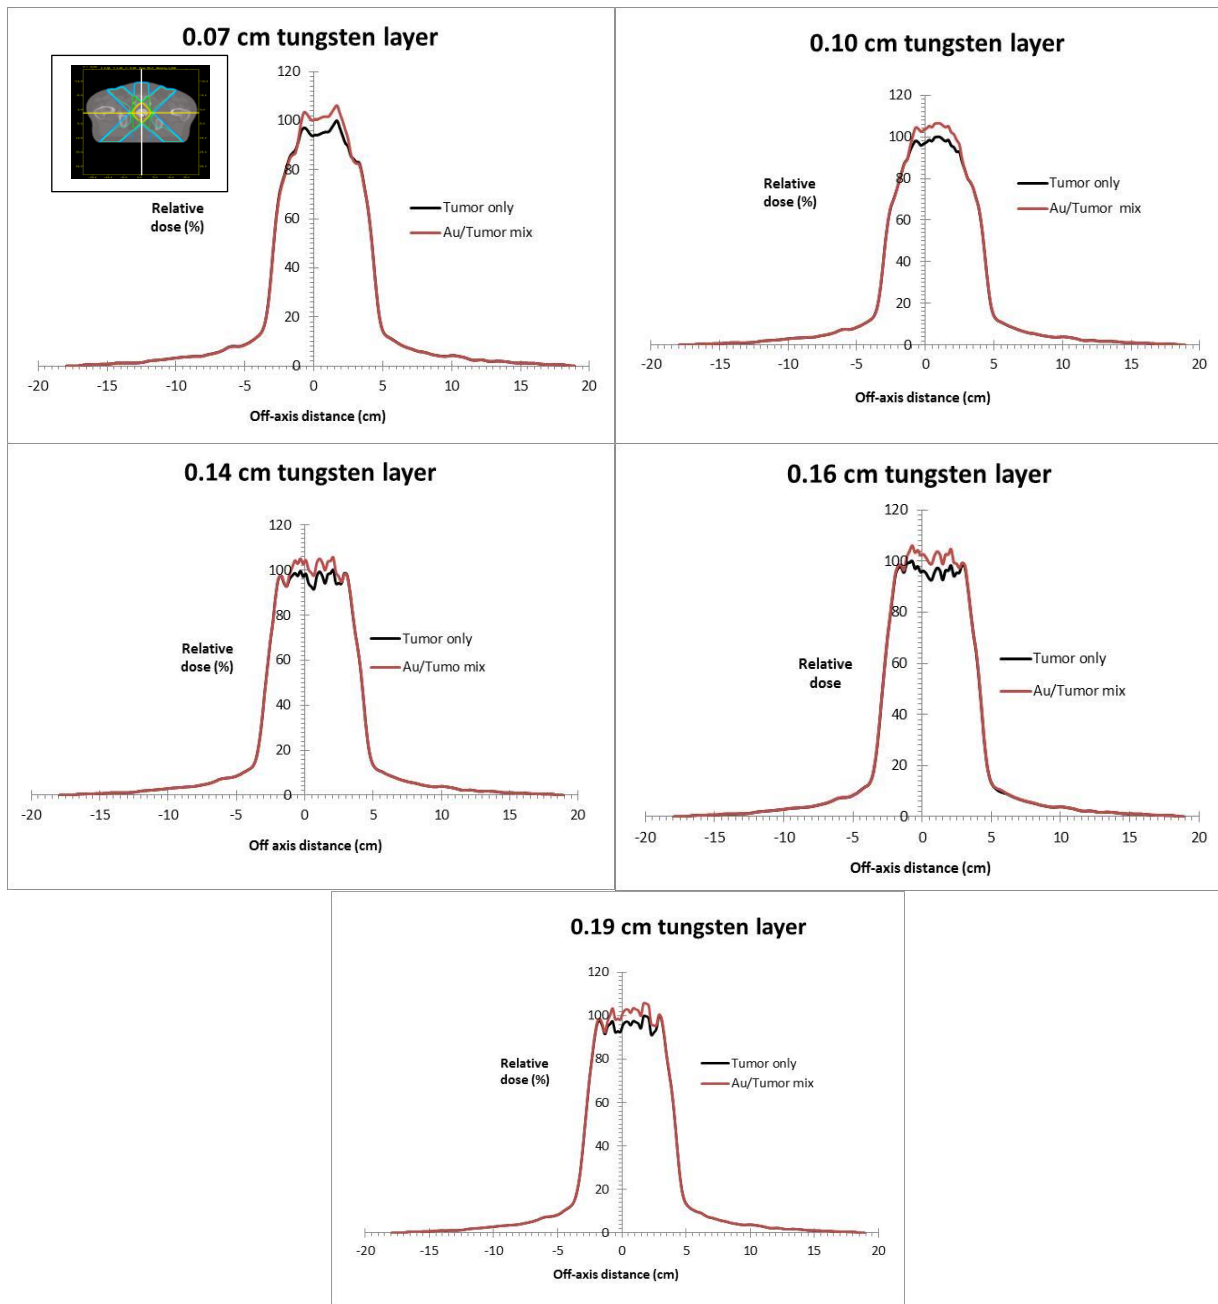 0.07 cm tungsten layer
120
100
80
60
40
20
0
Relative
dose (%)
Tumor only
Au/Tumor mix
-20 -15 -10 -5 0 5 10 15 20
Off-axis distance (cm)
0.10 cm tungsten layer
120
100
80
60
40
20
0
Relative
dose (%)
Tumor only
Au/Tumor mix
-20 -15 -10 -5 0 5 10 15 20
Off-axis distance (cm)
0.14 cm tungsten layer
120
100
80
60
40
20
0
Relative
dose (%)
Tumor only
Au/Tumo mix
-20 -15 -10 -5 0 5 10 15 20
Off axis distance (cm)
0.16 cm tungsten layer
120
100
80
60
40
20
0
Relative
dose
Tumor only
Au/Tumor mix
-20 -15 -10 -5 0 5 10 15 20
Off-axis distance (cm)
0.19 cm tungsten layer
120
100
80
60
40
20
0
Relative
dose (%)
Tumor only
Au/Tumor mix
-20 -15 -10 -5 0 5 10 15 20
Off-axis distance (cm)